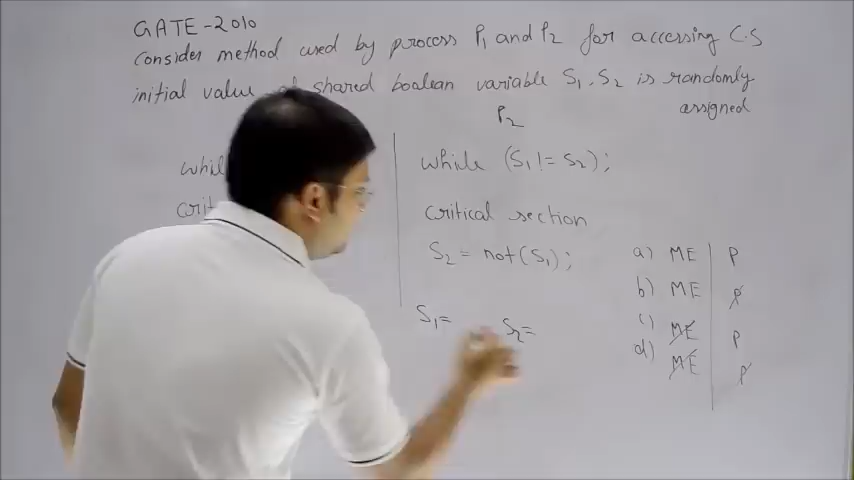 GATE-2010
Consider method used by process P1 and P2 for accessing C.S
initial value of shared boolean variable S1, S2 is randomly
assigned
P2
while (S1 != S2);
critical section
S2 = not(S1);
S1= S2=
a) ME P
b) ME P
c) ME P
d) ME P